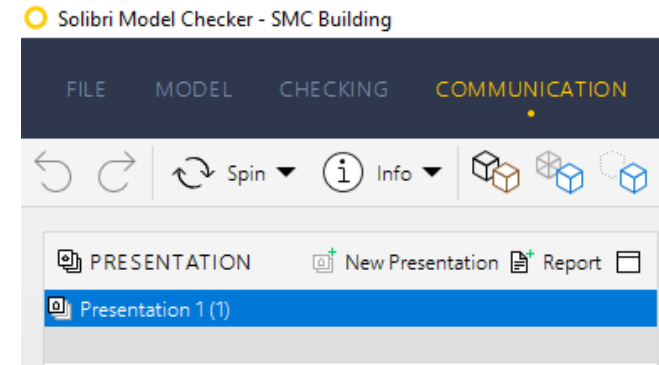 Solibri Model Checker - SMC Building
FILE MODEL CHECKING COMMUNICATION
Spin Info
PRESENTATION New Presentation Report
Presentation 1 (1)